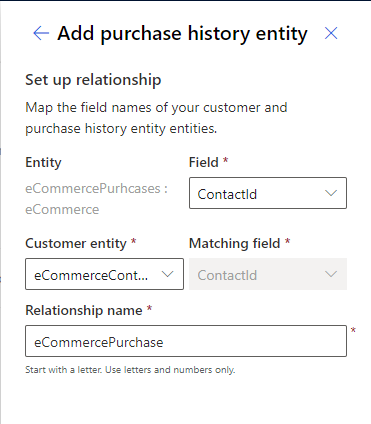 Add purchase history entity
Set up relationship
Map the field names of your customer and
purchase history entity entities.
Entity
Field *
eCommercePurhcases :
eCommerce
ContactId
Customer entity *
Matching field *
eCommerceCont...
ContactId
Relationship name *
eCommercePurchase
*
Start with a letter. Use letters and numbers only.